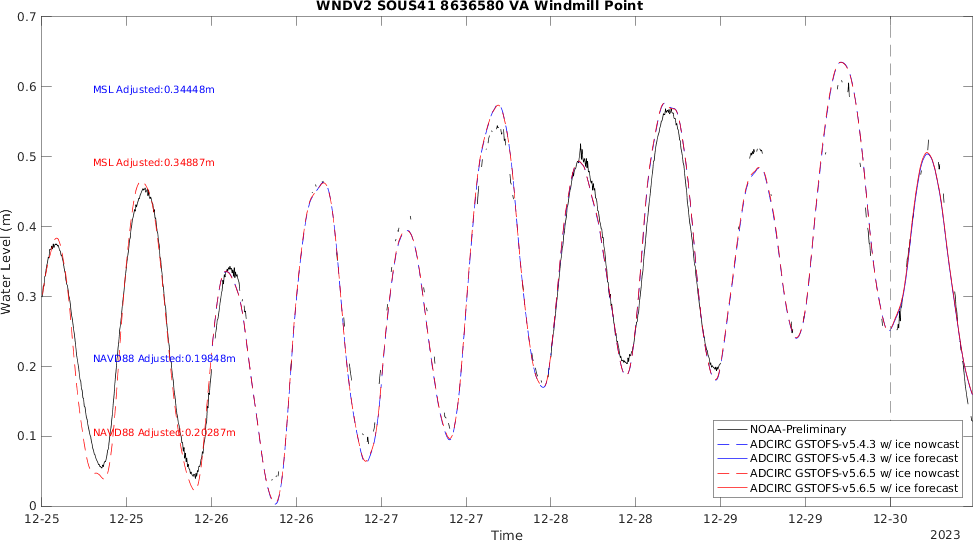 WNDV2 SOUS41 8636580 VA Windmill Point
0.7
0.6
0.5
0.4
0.3
0.2
0.1
0
Water Level (m)
MSL Adjusted:0.34448m
MSL Adjusted:0.34887m
NAVD88 Adjusted:0.19848m
NAVD88 Adjusted:0.20287m
NOAA-Preliminary
ADCIRC GSTOFS-v5.4.3 w/ ice nowcast
ADCIRC GSTOFS-v5.4.3 w/ ice forecast
ADCIRC GSTOFS-v5.6.5 w/ ice nowcast
ADCIRC GSTOFS-v5.6.5 w/ ice forecast
12-25 12-25 12-26 12-26 12-27 12-27 12-28 12-28 12-29 12-29 12-30
Time
2023